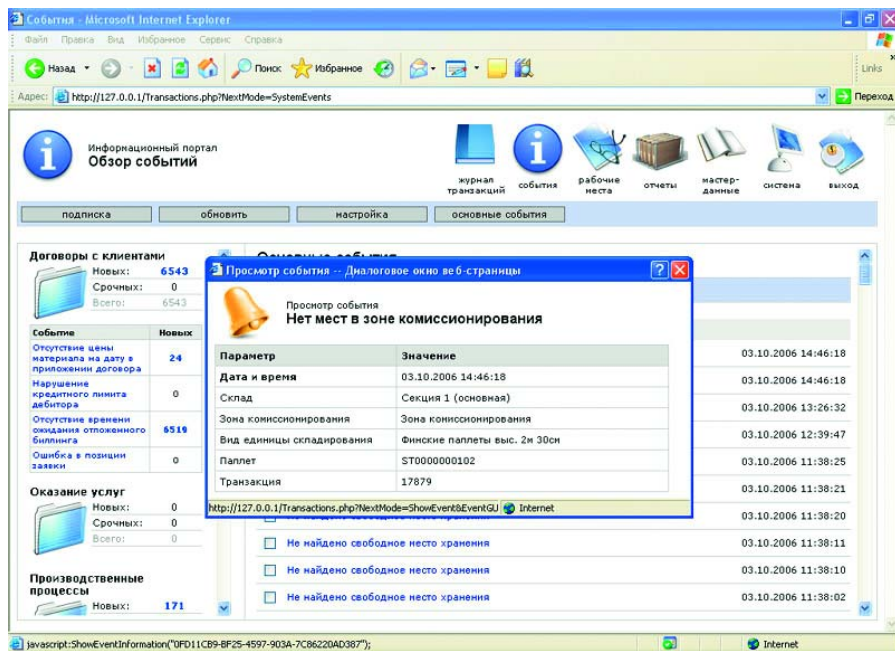 События - Microsoft Internet Explorer
Файл Правка Вид Избранное Сервис Справка
Назад Поиск Избранное Links
Адрес: http://127.0.0.1/Transactions.php?NextMode=SystemEvents Переход
Информационный портал
Обзор событий
журнал транзакций
события
рабочие места
отчеты
мастер-данные
система
выход
подписка обновить настройка основные события
Договоры с клиентами
Новых: 6543
Срочных: 0
Всего: 6543
Событие Новых
Отсутствие цены
материала на дату в 24
приложении договора
Нарушение
кредитного лимита 0
дебитора
Отсутствие времени
ожидания отложенного 6519
биллинга
Ошибка в позиции
заявки 0
Оказание услуг
Новых: 0
Срочных: 0
Всего: 0
Производственные
процессы
Новых: 171
Просмотр события -- Диалоговое окно веб-страницы
Просмотр события
Нет мест в зоне комиссионирования
Параметр Значение
Дата и время 03.10.2006 14:46:18
Склад Секция 1 (основная)
Зона комиссионирования Зона комиссионирования
Вид единицы складирования Финские паллеты выс. 2м 30см
Паллет ST0000000102
Транзакция 17879
http://127.0.0.1/Transactions.php?NextMode=ShowEvent&EventGU Internet
03.10.2006 14:46:18
03.10.2006 14:46:18
03.10.2006 13:26:32
03.10.2006 12:39:47
03.10.2006 11:38:25
03.10.2006 11:38:21
03.10.2006 11:38:20
Не найдено свободное место хранения 03.10.2006 11:38:11
Не найдено свободное место хранения 03.10.2006 11:38:10
Не найдено свободное место хранения 03.10.2006 11:38:02
javascript:ShowEventInformation("0FD11CB9-BF25-4597-903A-7C86220AD387"); Internet